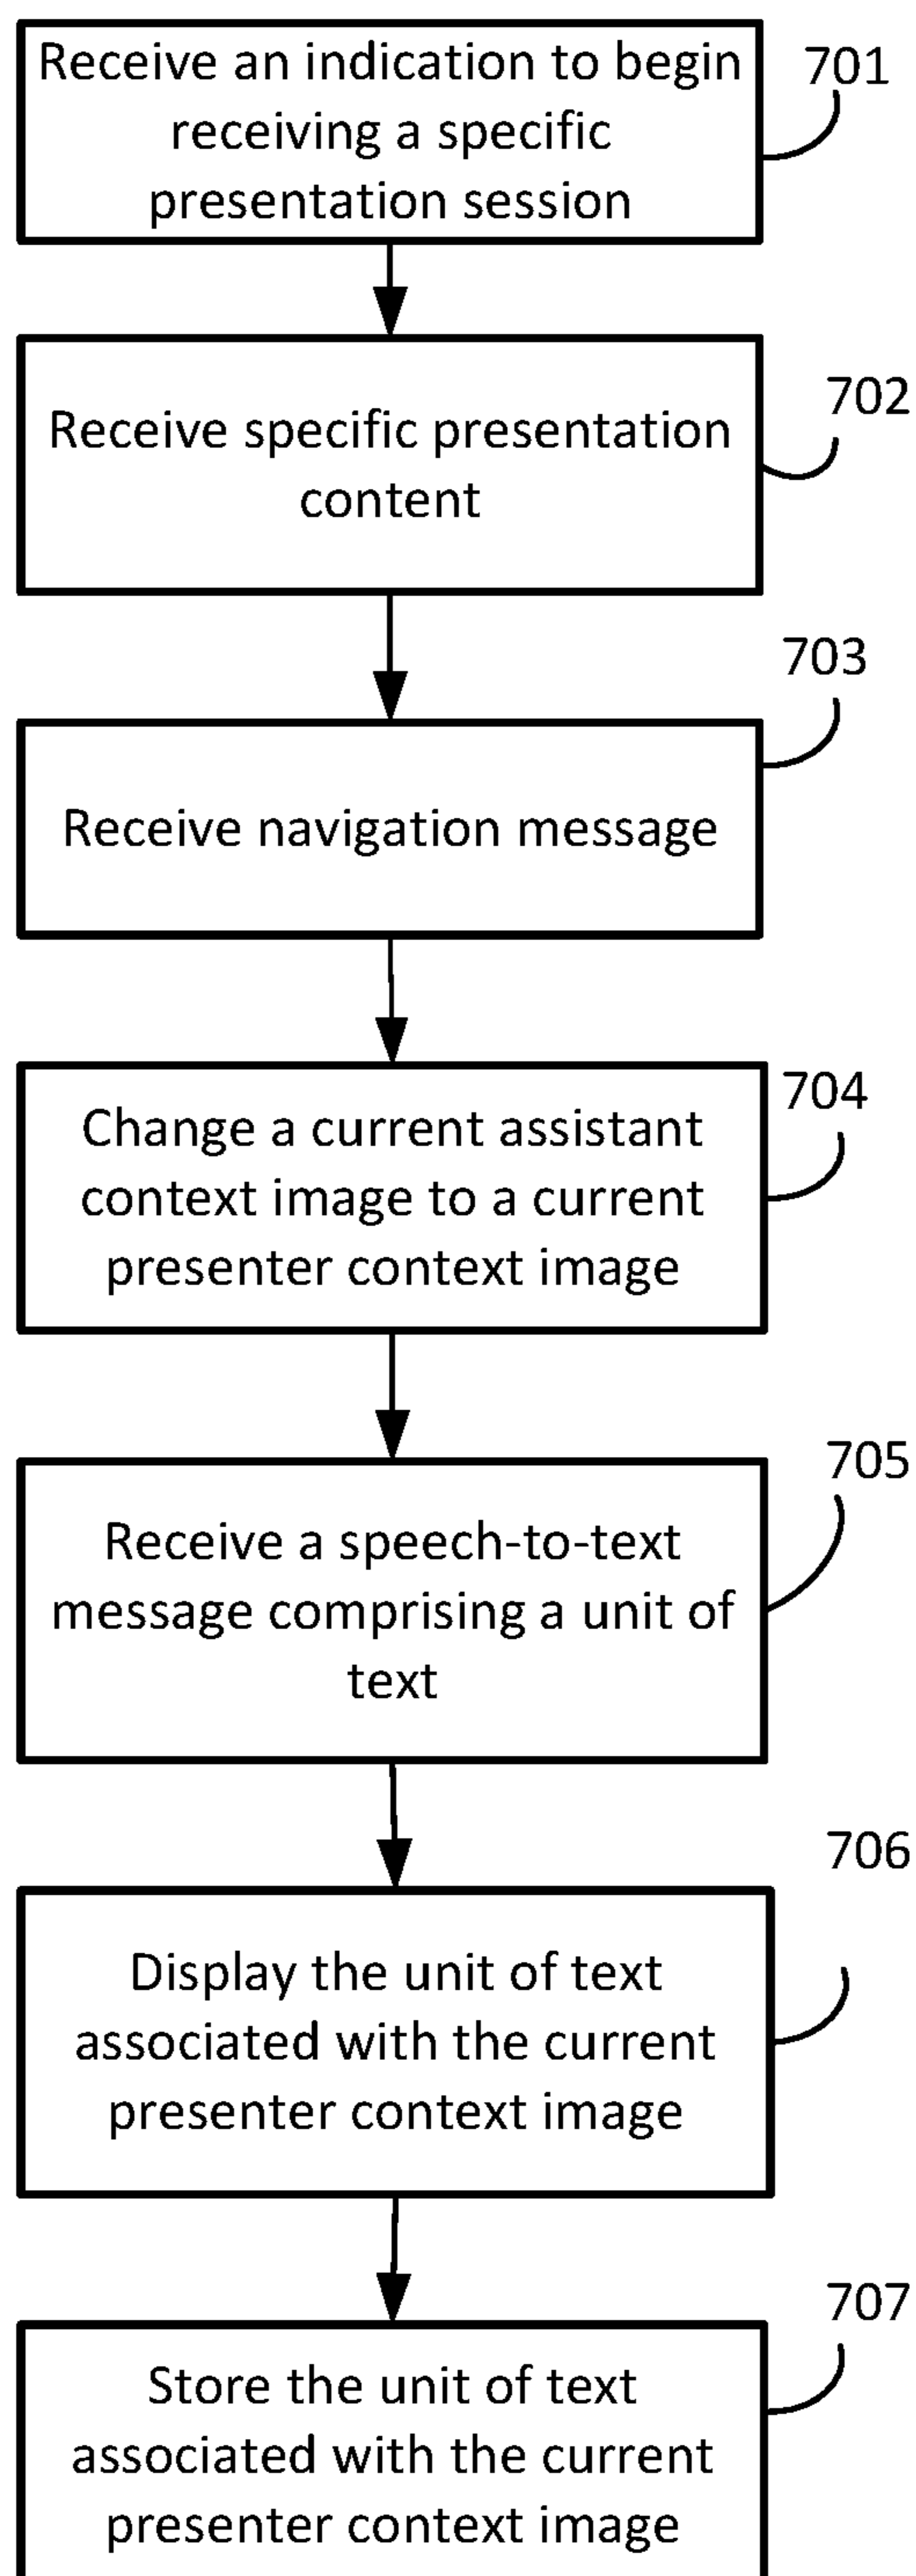 Receive an indication to begin
receiving a specific
presentation session
701
Receive specific presentation
content
702
Receive navigation message
703
Change a current assistant
context image to a current
presenter context image
704
Receive a speech-to-text
message comprising a unit of
text
705
Display the unit of text
associated with the current
presenter context image
706
Store the unit of text
associated with the current
presenter context image
707